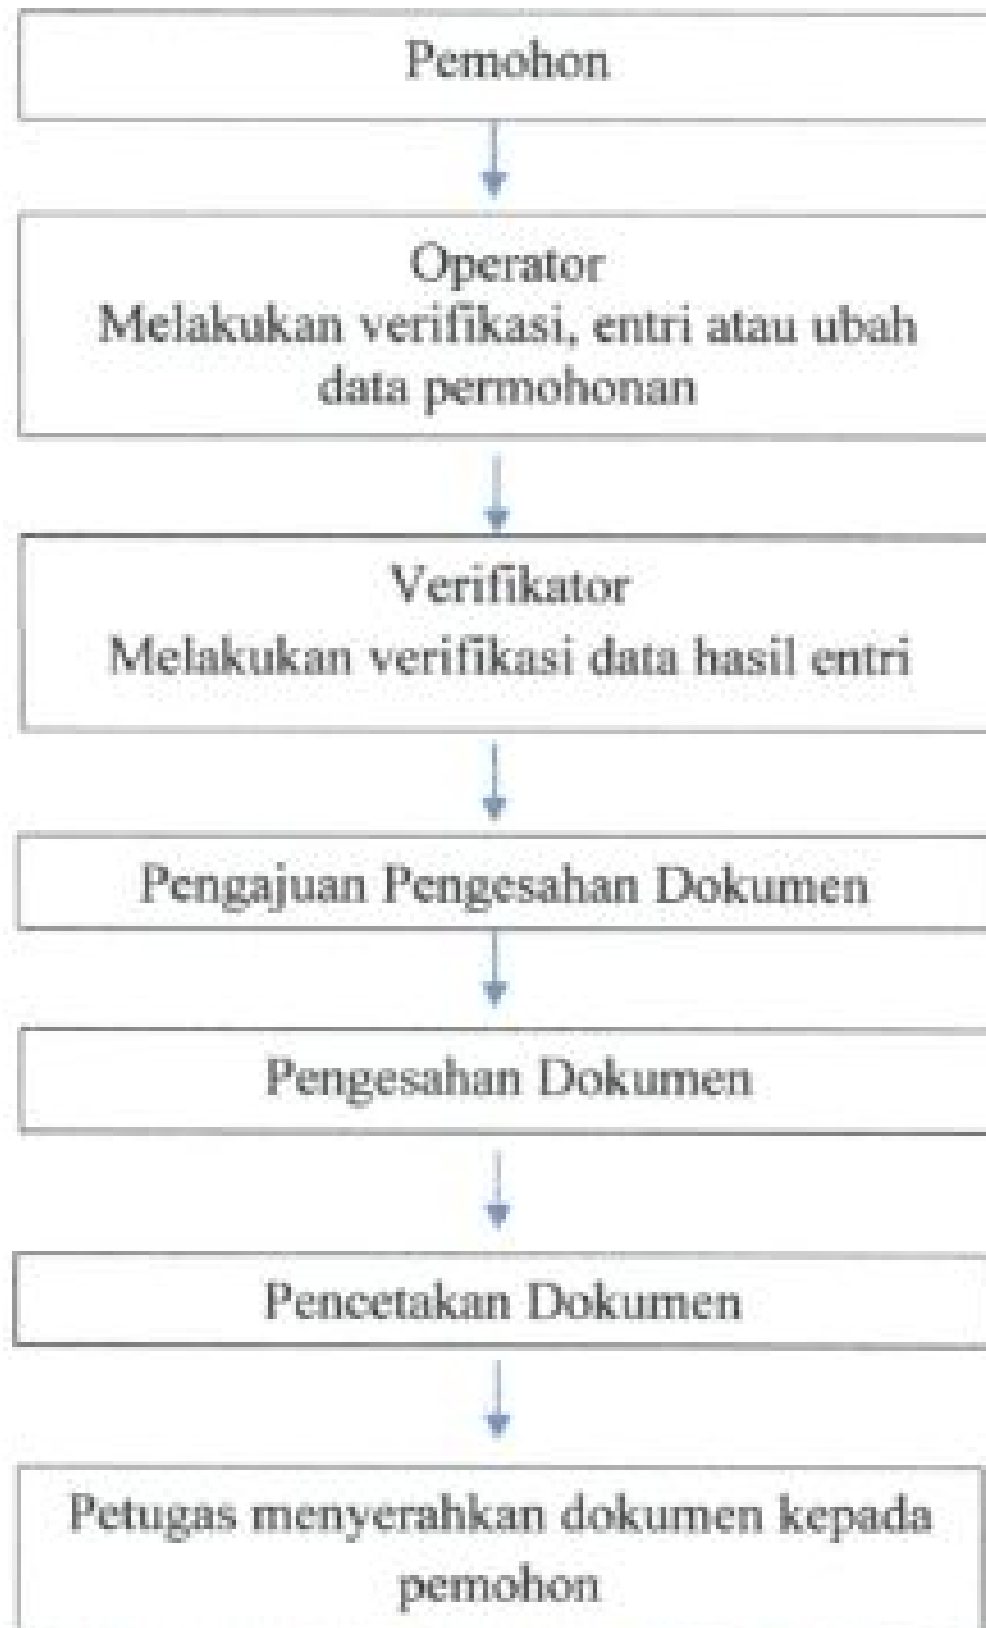 Pemohon
Operator
Melakukan verifikasi, entri atau ubah
data permohonan
Verifikator
Melakukan verifikasi data hasil entri
Pengajuan Pengesahan Dokumen
Pengesahan Dokumen
Pencetakan Dokumen
Petugas menyerahkan dokumen kepada
pemohon